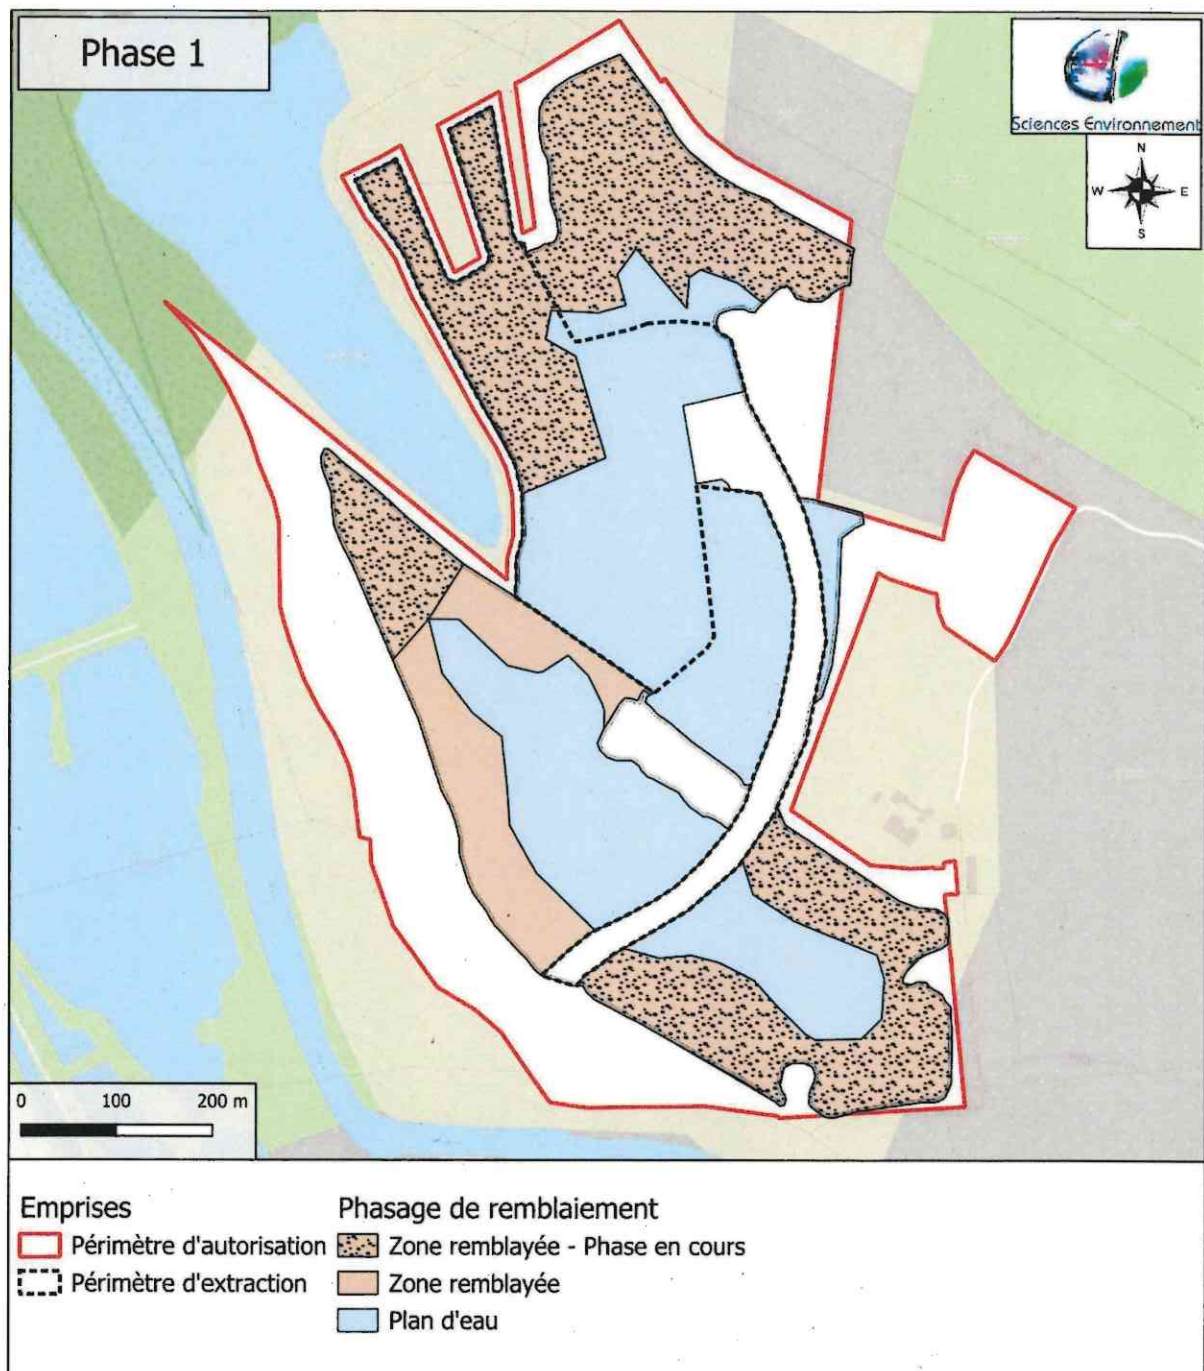 Phase 1
Sciences Environnement
N
W
E
S
0 100 200 m
Emprises
Périmètre d'autorisation
Périmètre d'extraction
Phasage de remblaiement
Zone remblayée - Phase en cours
Zone remblayée
Plan d'eau